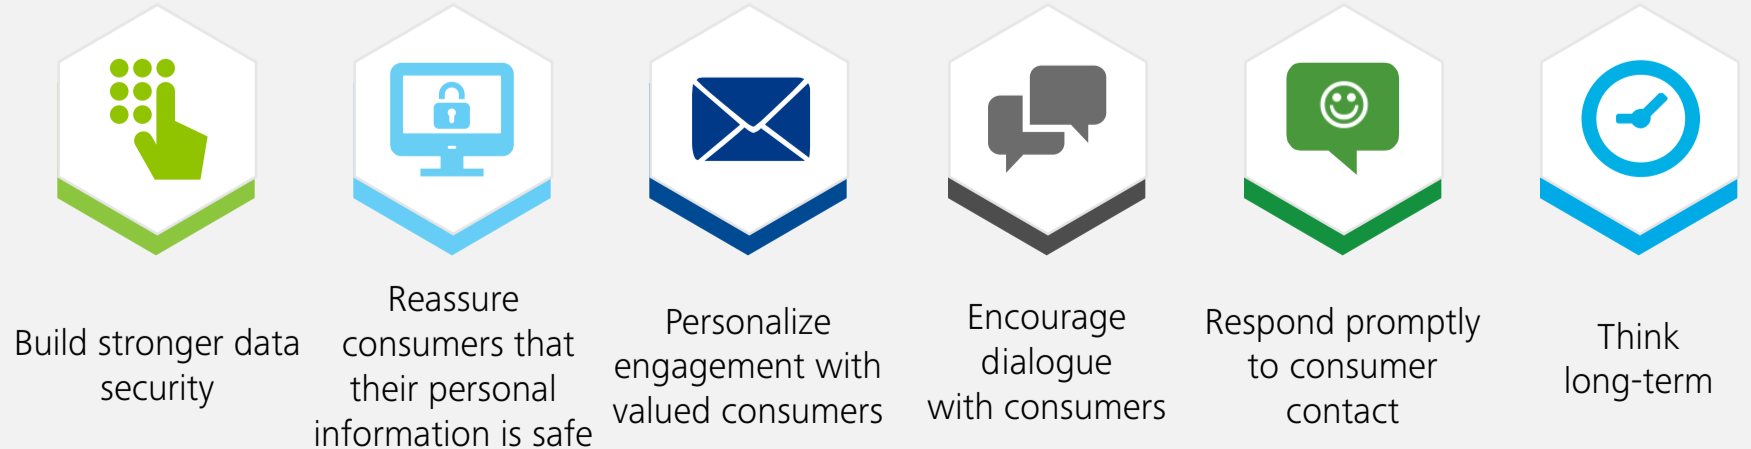 Build stronger data
security
Reassure
consumers that
their personal
information is safe
Personalize
engagement with
valued consumers
Encourage
dialogue
with consumers
Respond promptly
to consumer
contact
Think
long-term